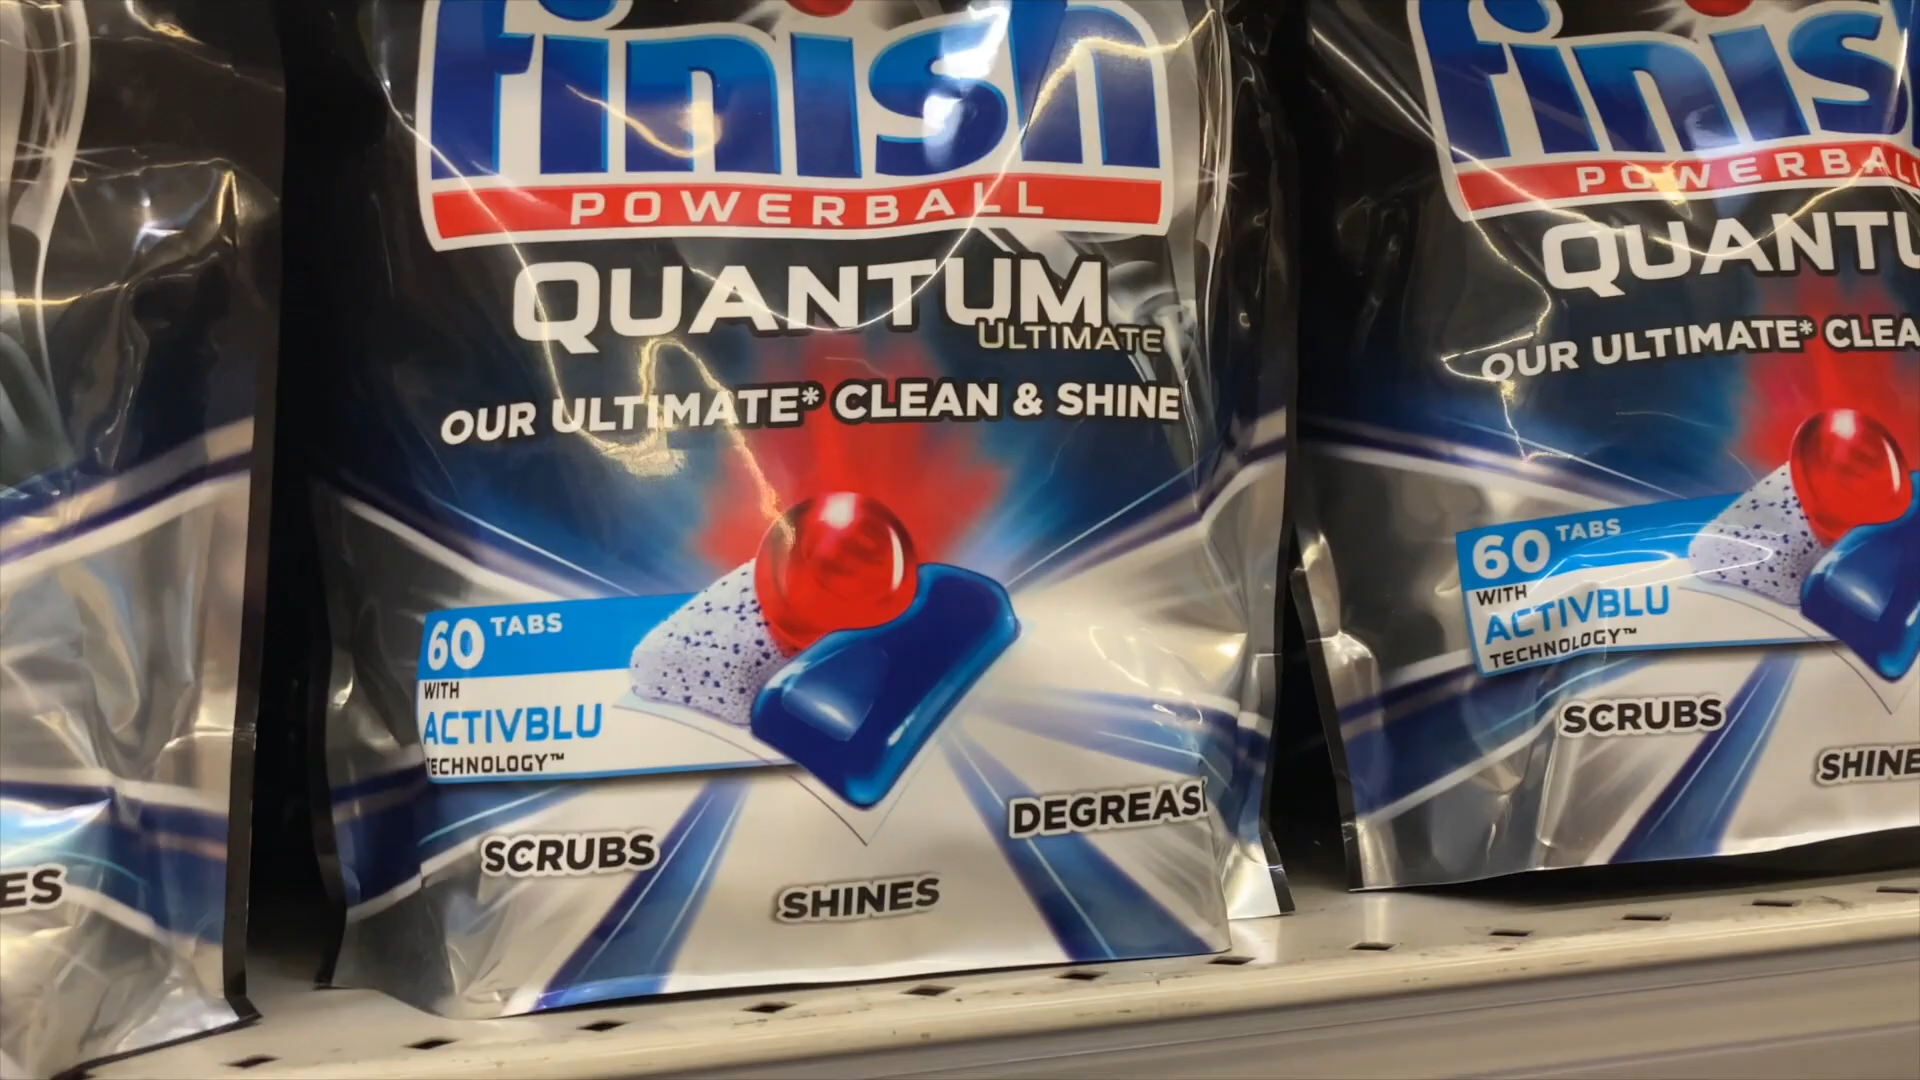 ES
finish
POWERBALL
QUANTUM
ULTIMATE
OUR ULTIMATE* CLEAN & SHINE
60 TABS
WITH
ACTIVBLU
TECHNOLOGY™
SCRUBS
SHINES
DEGREAS
finis
POWERBALL
QUANTU
OUR ULTIMATE* CLEA
60 TABS
WITH
ACTIVBLU
TECHNOLOGY™
SCRUBS
SHINE